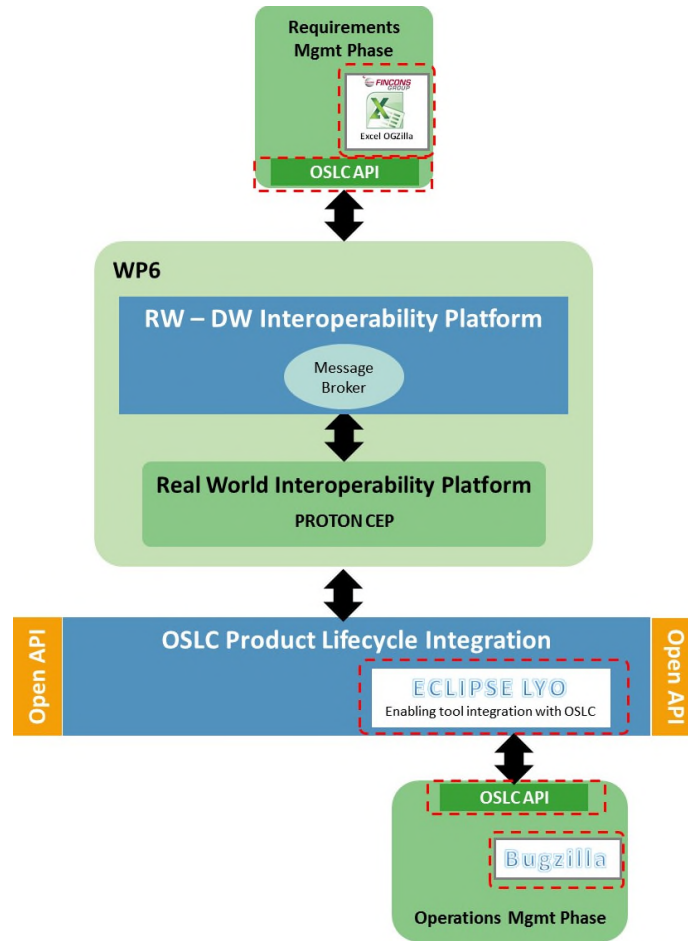 Requirements
Mgmt Phase
FINCONS
GROUP
Excel OGZilla
OSLC API
WP6
RW – DW Interoperability Platform
Message
Broker
Real World Interoperability Platform
PROTON CEP
Open API
OSLC Product Lifecycle Integration
Open API
ECLIPSE LYO
Enabling tool integration with OSLC
OSLC API
Bugzilla
Operations Mgmt Phase